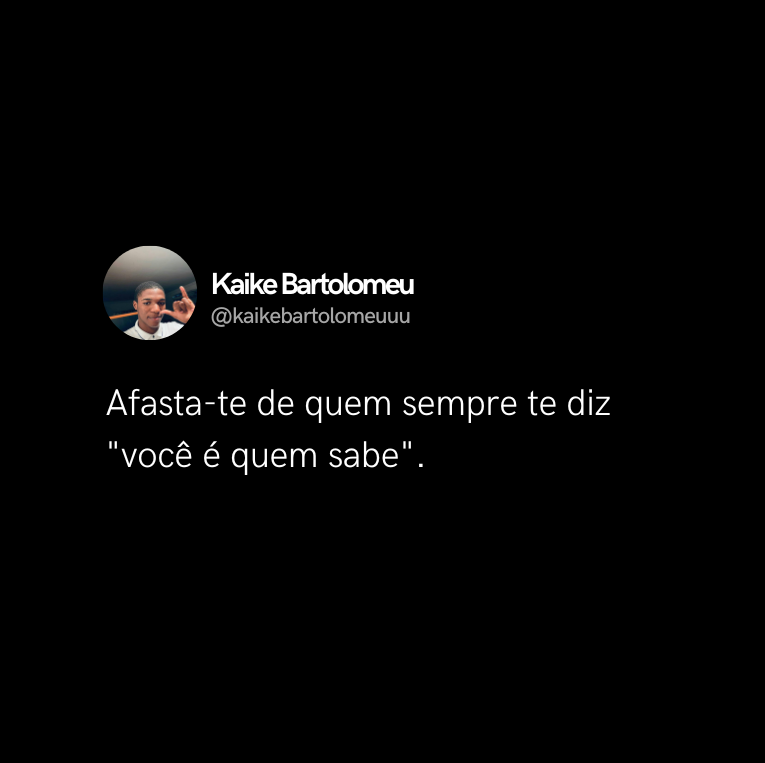 Kaike Bartolomeu
@kaikebartolomeuuu
Afasta-te de quem sempre te diz
"você é quem sabe".